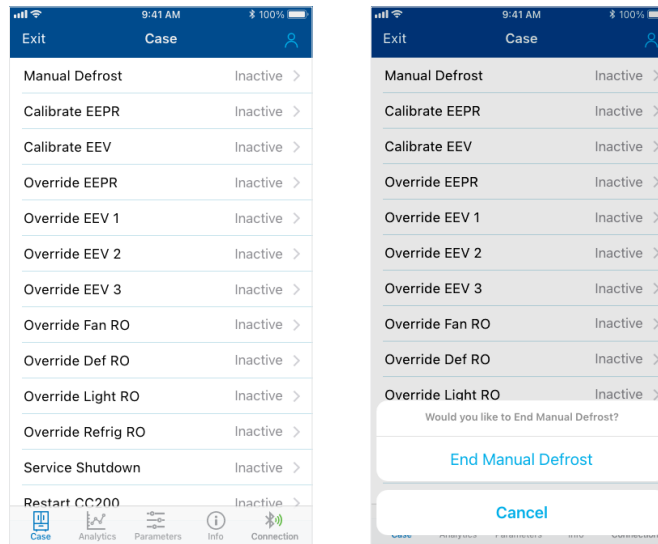 9:41 AM 100%
Exit Case
Manual Defrost Inactive
Calibrate EEPR Inactive
Calibrate EEV Inactive
Override EEPR Inactive
Override EEV 1 Inactive
Override EEV 2 Inactive
Override EEV 3 Inactive
Override Fan RO Inactive
Override Def RO Inactive
Override Light RO Inactive
Override Refrig RO Inactive
Service Shutdown Inactive
Restart CC200 Inactive
Case Analytics Parameters Info Connection
9:41 AM 100%
Exit Case
Manual Defrost Inactive
Calibrate EEPR Inactive
Calibrate EEV Inactive
Override EEPR Inactive
Override EEV 1 Inactive
Override EEV 2 Inactive
Override EEV 3 Inactive
Override Fan RO Inactive
Override Def RO Inactive
Override Light RO Inactive
Would you like to End Manual Defrost?
End Manual Defrost
Cancel
Case Analytics Parameters Info Connection